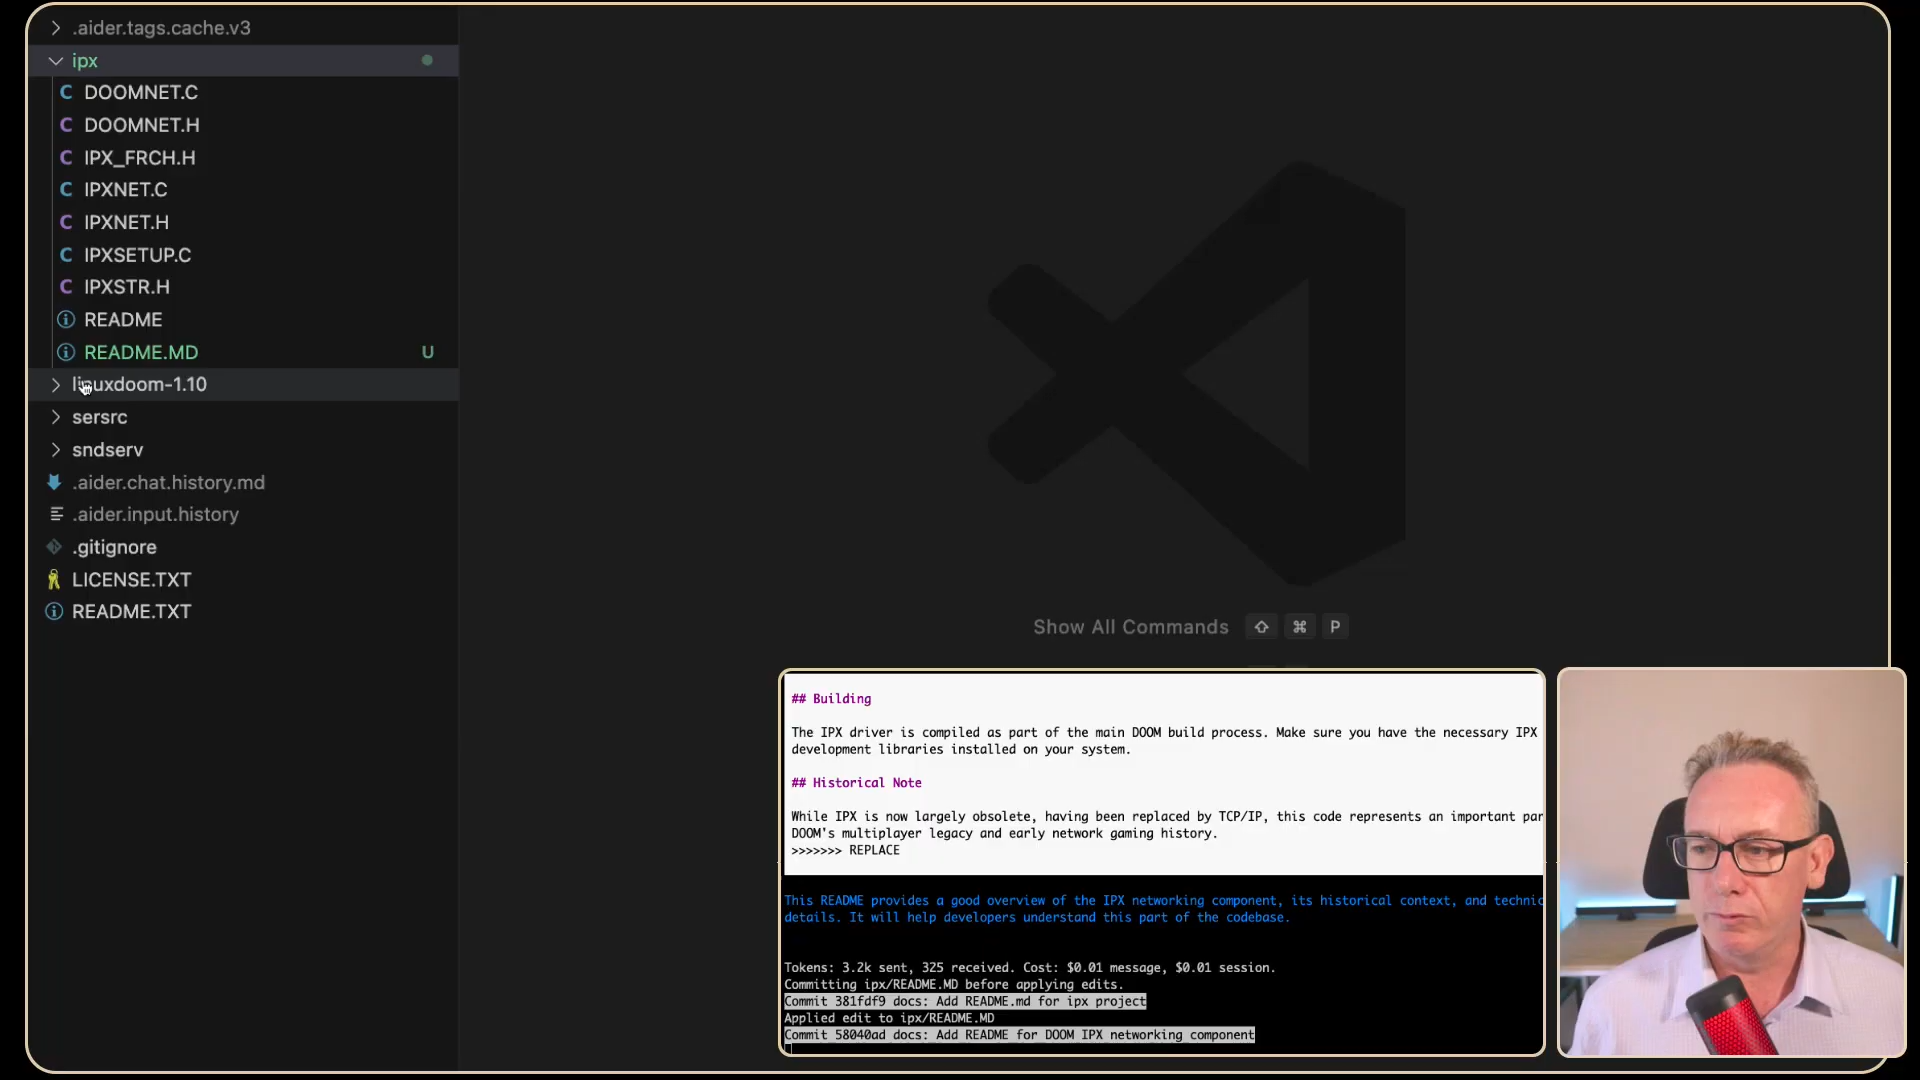 .aider.tags.cache.v3
ipx
C DOOMNET.C
C DOOMNET.H
C IPX_FRCH.H
C IPXNET.C
C IPXNET.H
C IPXSETUP.C
C IPXSTR.H
README
README.MD U
linuxdoom-1.10
sersrc
sndserv
.aider.chat.history.md
.aider.input.history
.gitignore
LICENSE.TXT
README.TXT
Show All Commands ⇧ ⌘ P
## Building
The IPX driver is compiled as part of the main DOOM build process. Make sure you have the necessary IPX
development libraries installed on your system.
## Historical Note
While IPX is now largely obsolete, having been replaced by TCP/IP, this code represents an important par
DOOM's multiplayer legacy and early network gaming history.
>>>>>>> REPLACE
This README provides a good overview of the IPX networking component, its historical context, and technic
details. It will help developers understand this part of the codebase.
Tokens: 3.2k sent, 325 received. Cost: $0.01 message, $0.01 session.
Committing ipx/README.MD before applying edits.
Commit 381fdf9 docs: Add README.md for ipx project
Applied edit to ipx/README.MD
Commit 58040ad docs: Add README for DOOM IPX networking component